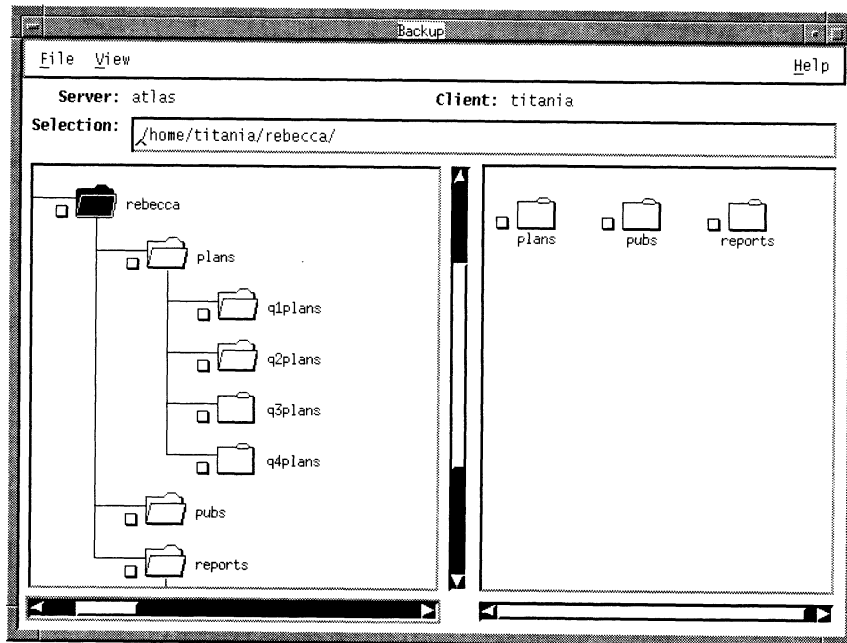 Backup
File View Help
Server: atlas Client: titania
Selection: /home/titania/rebecca/
rebecca
plans
q1plans
q2plans
q3plans
q4plans
pubs
reports
plans pubs reports